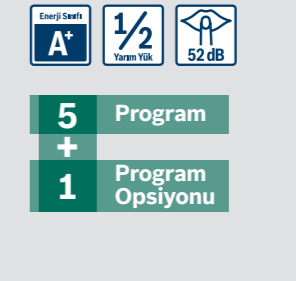 Enerji Sınıfı
A+
1/2
Yarım Yük
52 dB
5 Program
+
1 Program
Opsiyonu